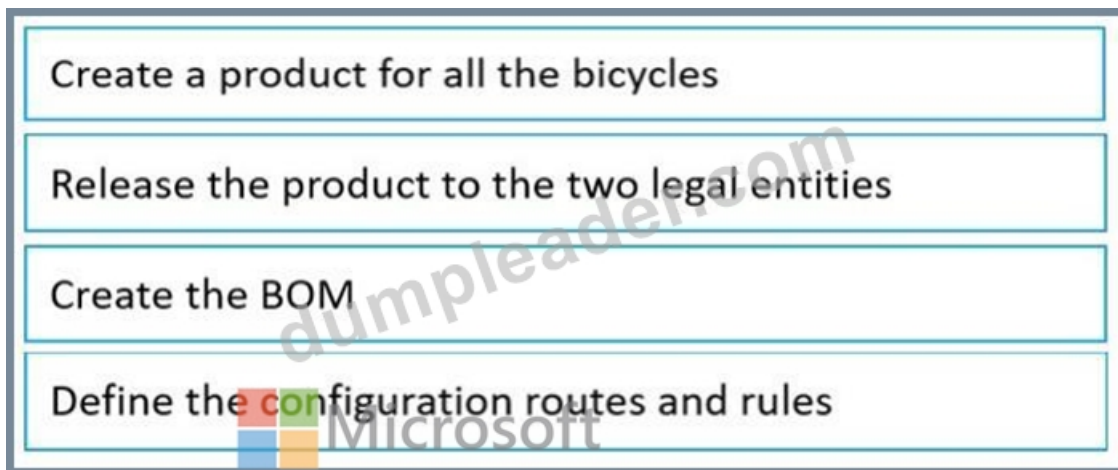 Create a product for all the bicycles
Release the product to the two legal entities
dumpleader.com
Create the BOM
Define the configuration routes and rules
Microsoft